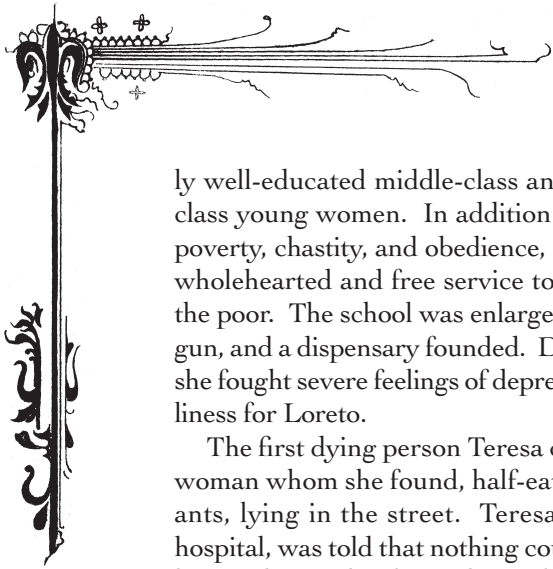 ly well-educated middle-class an
class young women. In addition
poverty, chastity, and obedience,
wholehearted and free service to
the poor. The school was enlarge
gun, and a dispensary founded. D
she fought severe feelings of depre
liness for Loreto.
The first dying person Teresa
woman whom she found, half-eat
ants, lying in the street. Teresa
hospital, was told that nothing cou